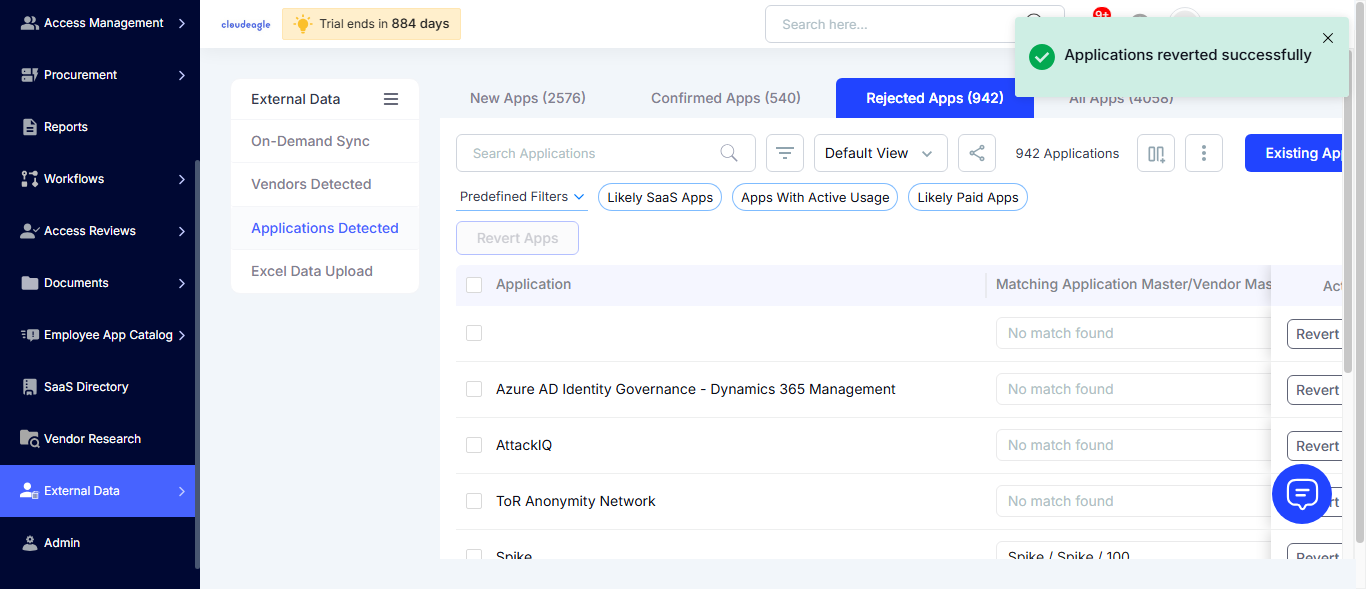 Access Management
Procurement
Reports
Workflows
Access Reviews
Documents
Employee App Catalog
SaaS Directory
Vendor Research
External Data
Admin
cloudeagle
Trial ends in 884 days
Search here...
9+
Applications reverted successfully
External Data
On-Demand Sync
Vendors Detected
Applications Detected
Excel Data Upload
New Apps (2576)
Confirmed Apps (540)
Rejected Apps (942)
All Apps (4058)
Search Applications
Default View
942 Applications
Existing Ap
Predefined Filters
Likely SaaS Apps
Apps With Active Usage
Likely Paid Apps
Revert Apps
Application
Matching Application Master/Vendor Mas
Act
No match found
Revert
Azure AD Identity Governance - Dynamics 365 Management
No match found
Revert
AttackIQ
No match found
Revert
ToR Anonymity Network
No match found
rt
Spike
Spike / Spike / 100
Revert